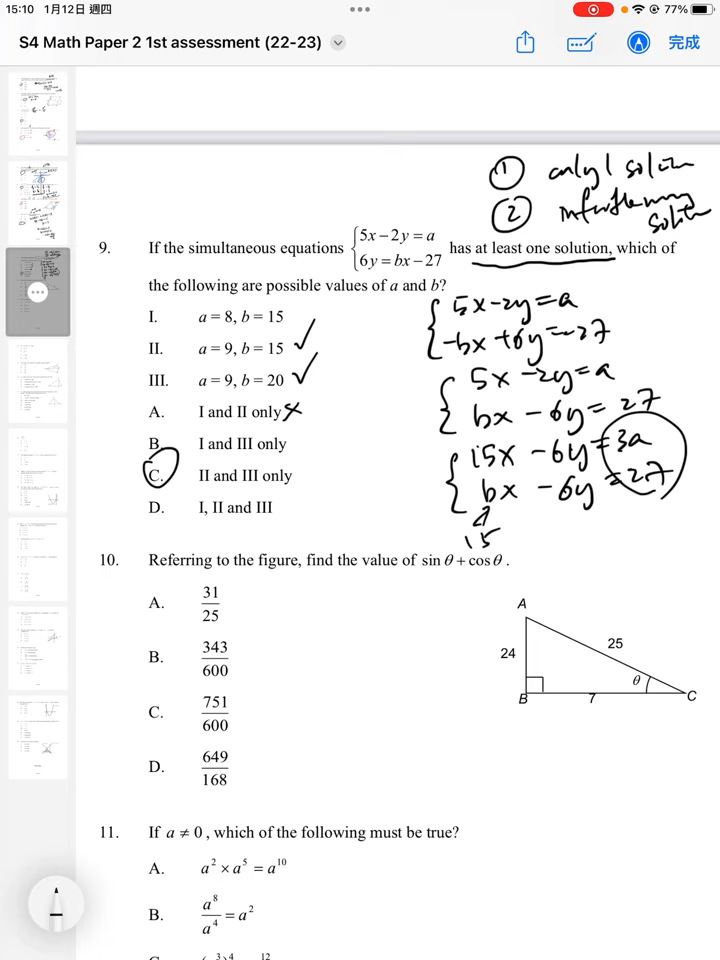 15:10 1月12日 週四
77%
S4 Math Paper 2 1st assessment (22-23)
完成
① only 1 solution
② solution
9. If the simultaneous equations {5x − 2y = a, 6y = bx − 27 has at least one solution, which of
the following are possible values of a and b?
I. a = 8, b = 15
II. a = 9, b = 15 ✓
III. a = 9, b = 20 ✓
A. I and II only ×
B. I and III only
C. II and III only
D. I, II and III
{5x − 2y = a
−bx + 6y = −27
{5x − 2y = a
bx − 6y = 27
{15x − 6y = 3a
bx − 6y = 27
15
10. Referring to the figure, find the value of sin θ + cos θ .
A. 31/25
B. 343/600
C. 751/600
D. 649/168
A
24
25
θ
B
7
C
11. If a ≠ 0 , which of the following must be true?
A. a² × a⁵ = a¹⁰
B. a⁸/a⁴ = a²